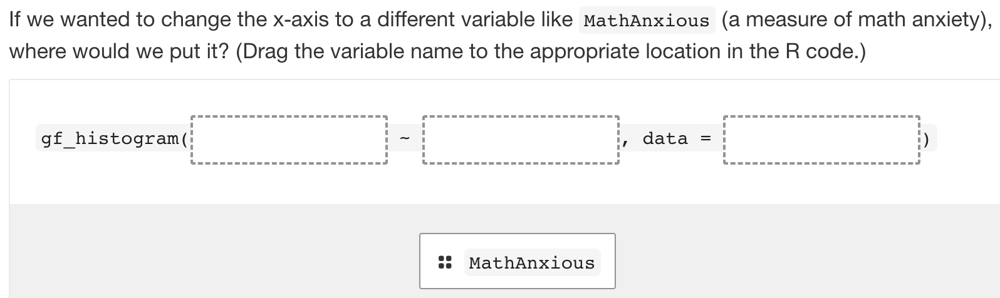 If we wanted to change the x-axis to a different variable like MathAnxious (a measure of math anxiety),
where would we put it? (Drag the variable name to the appropriate location in the R code.)
gf_histogram( ~ , data = )
MathAnxious